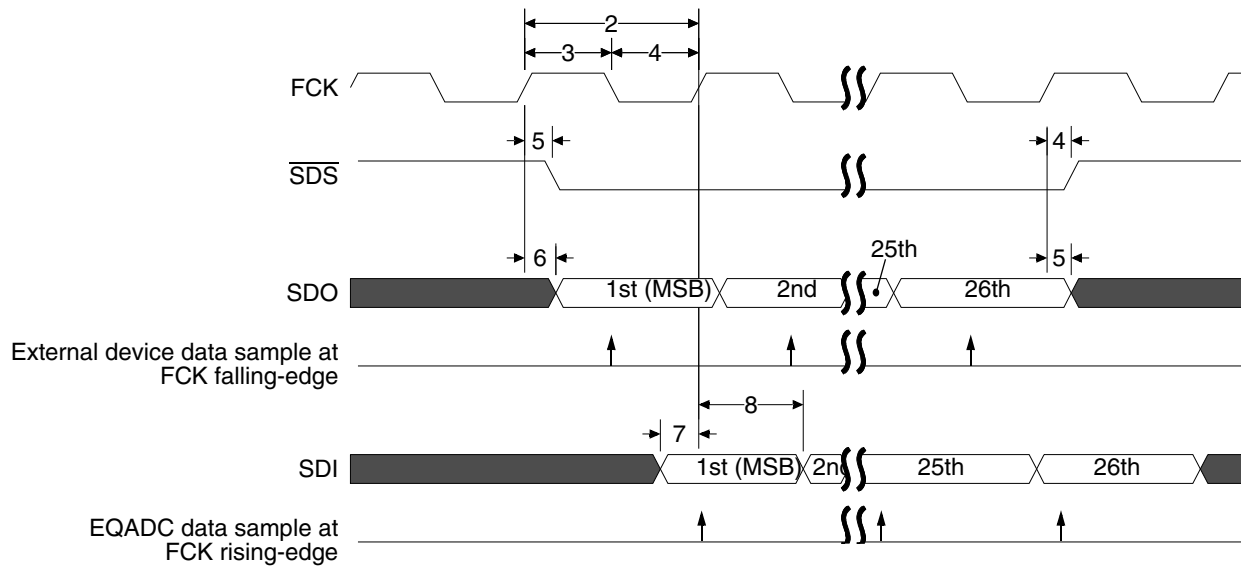 2
3 4
FCK
5 4
SDS
6 25th 5
SDO 1st (MSB) 2nd 26th
External device data sample at
FCK falling-edge
8
7
SDI 1st (MSB) 2nd 25th 26th
EQADC data sample at
FCK rising-edge